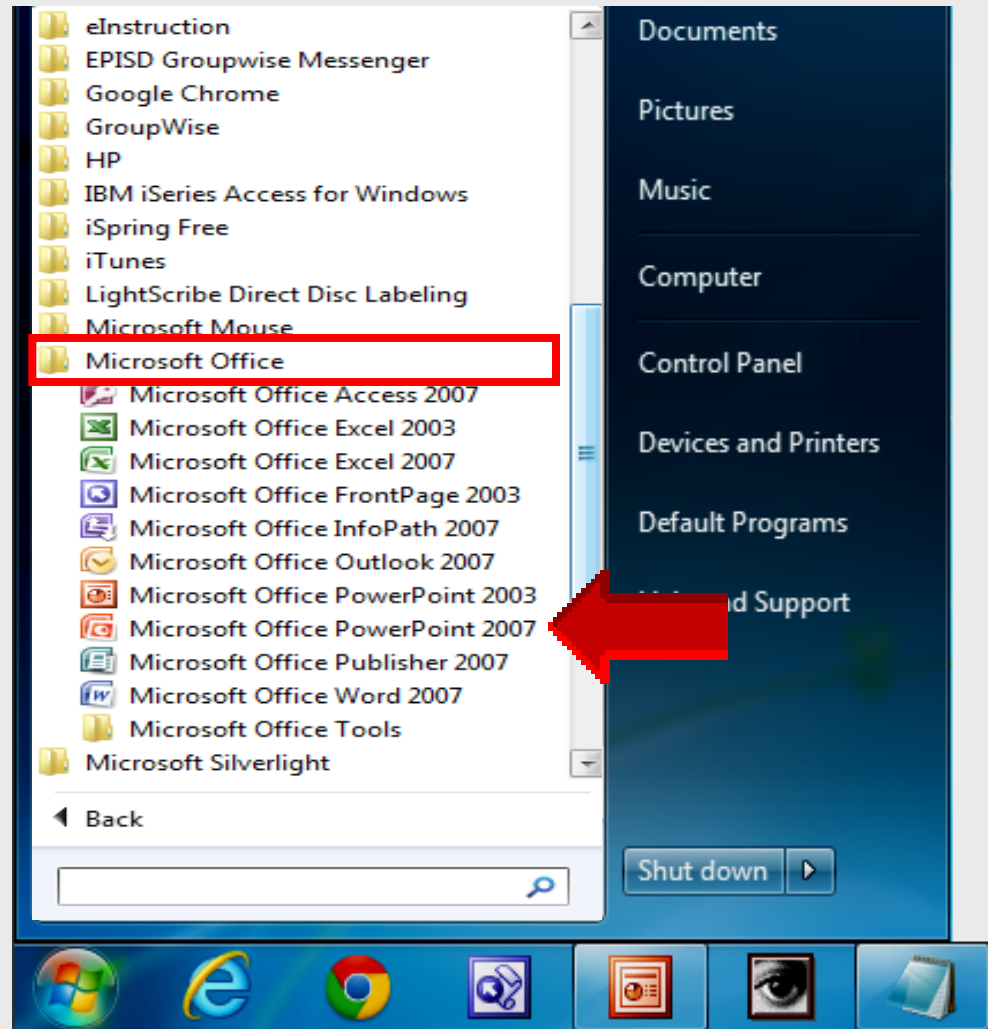 eInstruction
EPISD Groupwise Messenger
Google Chrome
GroupWise
HP
IBM iSeries Access for Windows
iSpring Free
iTunes
LightScribe Direct Disc Labeling
Microsoft Mouse
Microsoft Office
Microsoft Office Access 2007
Microsoft Office Excel 2003
Microsoft Office Excel 2007
Microsoft Office FrontPage 2003
Microsoft Office InfoPath 2007
Microsoft Office Outlook 2007
Microsoft Office PowerPoint 2003
Microsoft Office PowerPoint 2007
Microsoft Office Publisher 2007
Microsoft Office Word 2007
Microsoft Office Tools
Microsoft Silverlight
Back
Documents
Pictures
Music
Computer
Control Panel
Devices and Printers
Default Programs
Support
Shut down